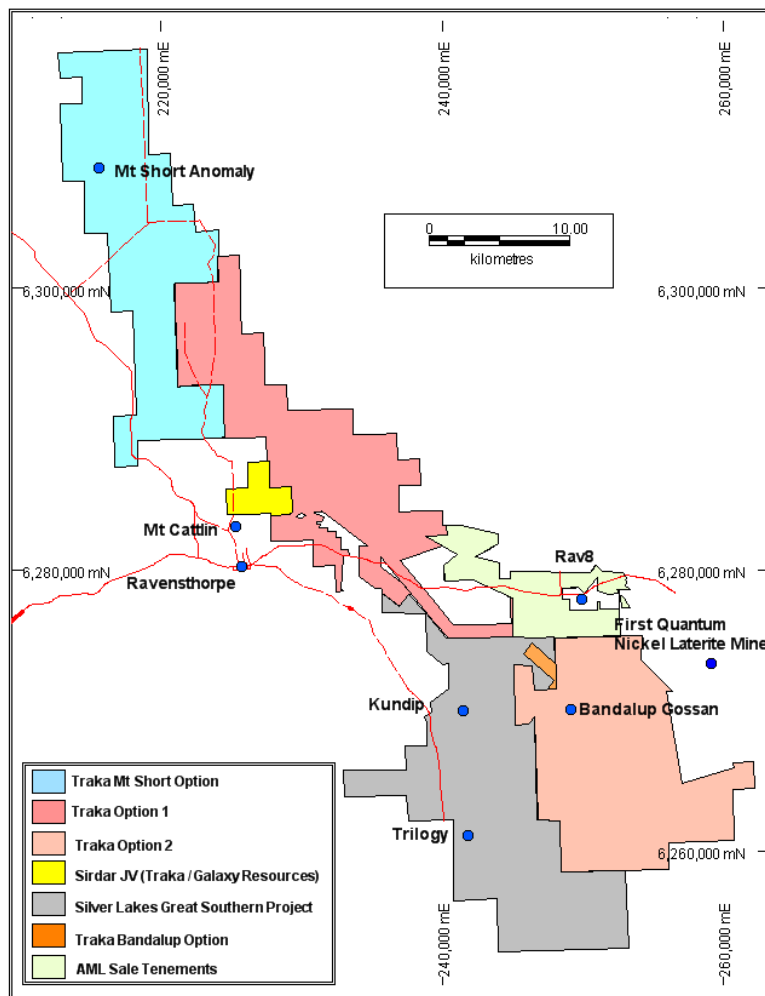 220,000 mE
240,000 mE
260,000 mE
Mt Short Anomaly
0
10.00
kilometres
6,300,000 mN
6,300,000 mN
Mt Cattlin
Rav8
Ravensthorpe
6,280,000 mN
6,280,000 mN
First Quantum
Nickel Laterite Mine
Kundip
Bandalup Gossan
Traka Mt Short Option
Traka Option 1
Traka Option 2
Sirdar JV (Traka / Galaxy Resources)
Silver Lakes Great Southern Project
Traka Bandalup Option
AML Sale Tenements
Trilogy
6,260,000 mN
240,000 mE
260,000 mE